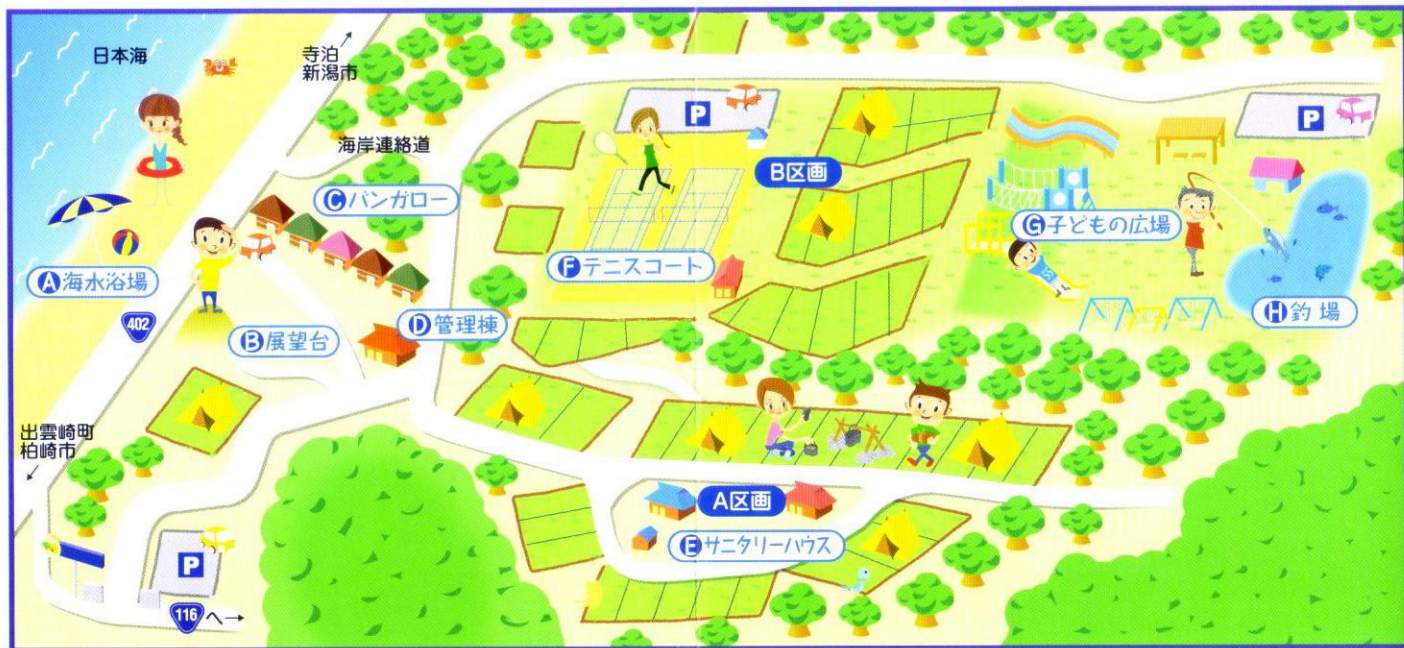 日本海
寺泊
新潟市
海岸連絡道
Ⓒバンガロー
P
P
B区画
Ⓖ子どもの広場
Ⓐ海水浴場
Ⓕテニスコート
402
Ⓑ展望台
Ⓓ管理棟
Ⓗ釣場
出雲崎町
柏崎市
A区画
Ⓔサニタリーハウス
P
116へ→